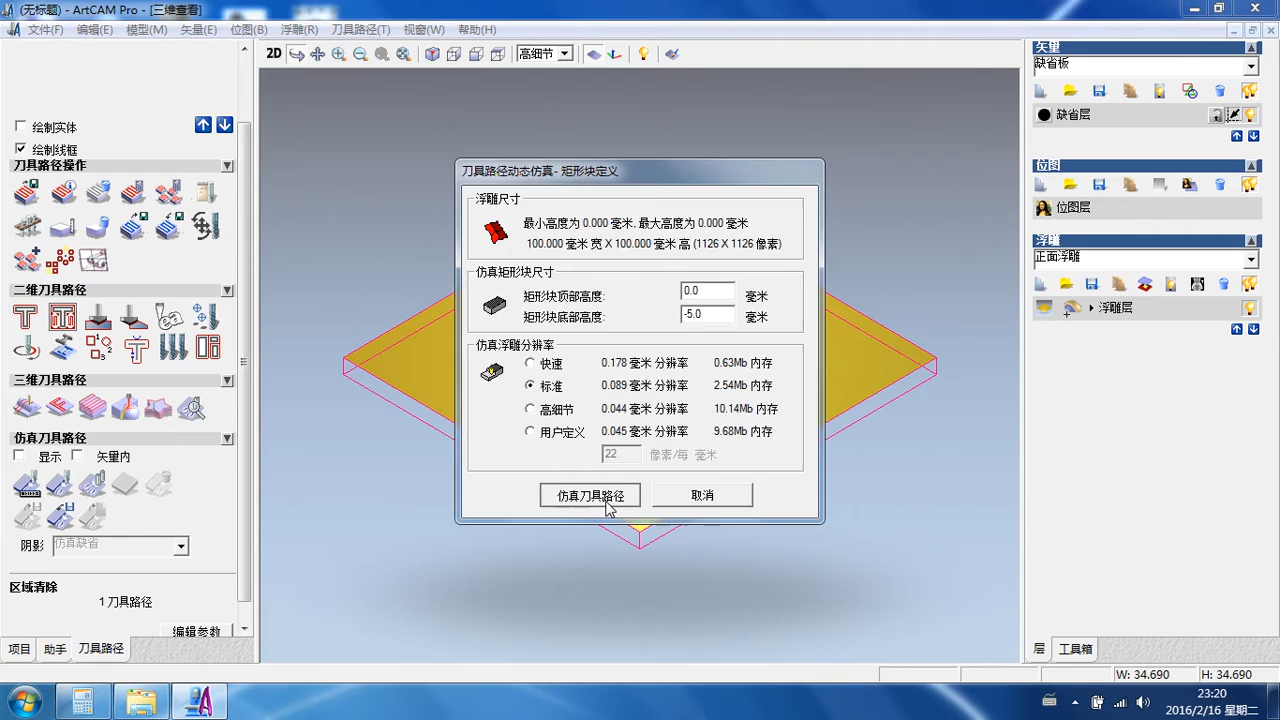 (无标题) - ArtCAM Pro - [三维查看]
文件(F) 编辑(E) 模型(M) 矢量(E) 位图(B) 浮雕(R) 刀具路径(T) 视窗(W) 帮助(H)
2D 高细节
绘制实体
绘制线框
刀具路径操作
二维刀具路径
三维刀具路径
仿真刀具路径
显示 矢量内
阴影 仿真缺省
区域清除
1 刀具路径
编辑参数
项目 助手 刀具路径
刀具路径动态仿真- 矩形块定义
浮雕尺寸
最小高度为 0.000 毫米, 最大高度为 0.000 毫米
100.000 毫米 宽 X 100.000 毫米 高 (1126 X 1126 像素)
仿真矩形块尺寸
矩形块顶部高度: 0.0 毫米
矩形块底部高度: -5.0 毫米
仿真浮雕分辨率
快速 0.178 毫米 分辨率 0.63Mb 内存
标准 0.089 毫米 分辨率 2.54Mb 内存
高细节 0.044 毫米 分辨率 10.14Mb 内存
用户定义 0.045 毫米 分辨率 9.68Mb 内存
22 像素/每 毫米
仿真刀具路径 取消
矢量
缺省板
缺省层
位图
位图层
浮雕
正面浮雕
浮雕层
层 工具箱
W: 34.690 H: 34.690
23:20
2016/2/16 星期二